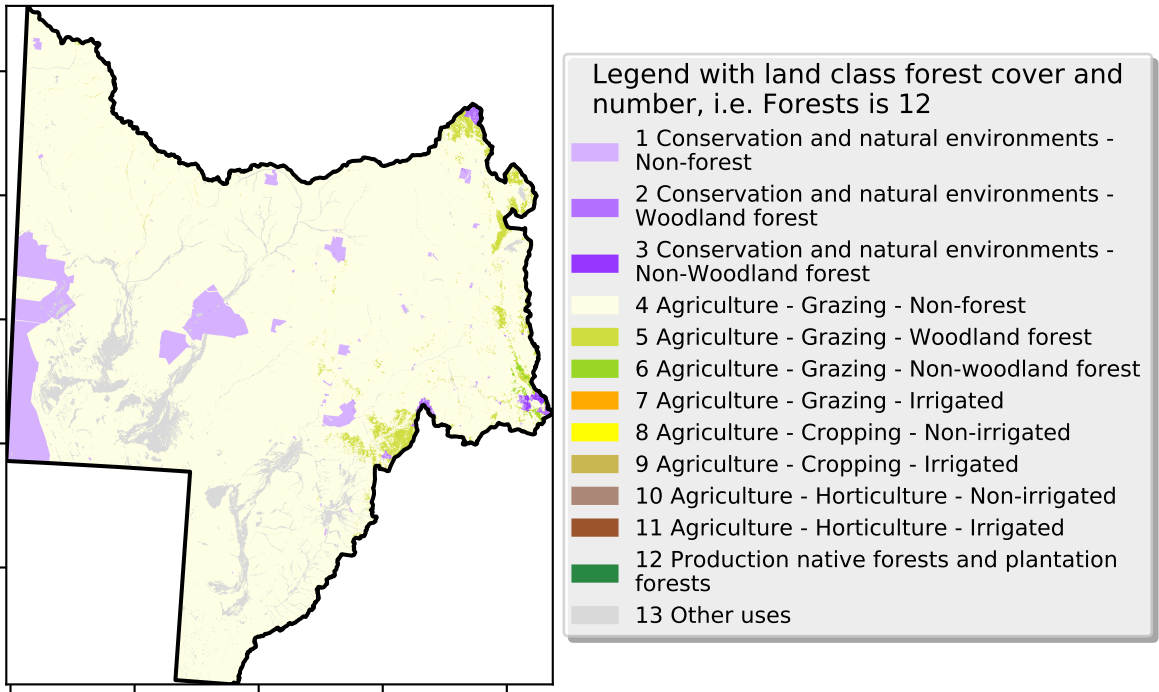 Legend with land class forest cover and
number, i.e. Forests is 12
1 Conservation and natural environments -
Non-forest
2 Conservation and natural environments -
Woodland forest
3 Conservation and natural environments -
Non-Woodland forest
4 Agriculture - Grazing - Non-forest
5 Agriculture - Grazing - Woodland forest
6 Agriculture - Grazing - Non-woodland forest
7 Agriculture - Grazing - Irrigated
8 Agriculture - Cropping - Non-irrigated
9 Agriculture - Cropping - Irrigated
10 Agriculture - Horticulture - Non-irrigated
11 Agriculture - Horticulture - Irrigated
12 Production native forests and plantation
forests
13 Other uses